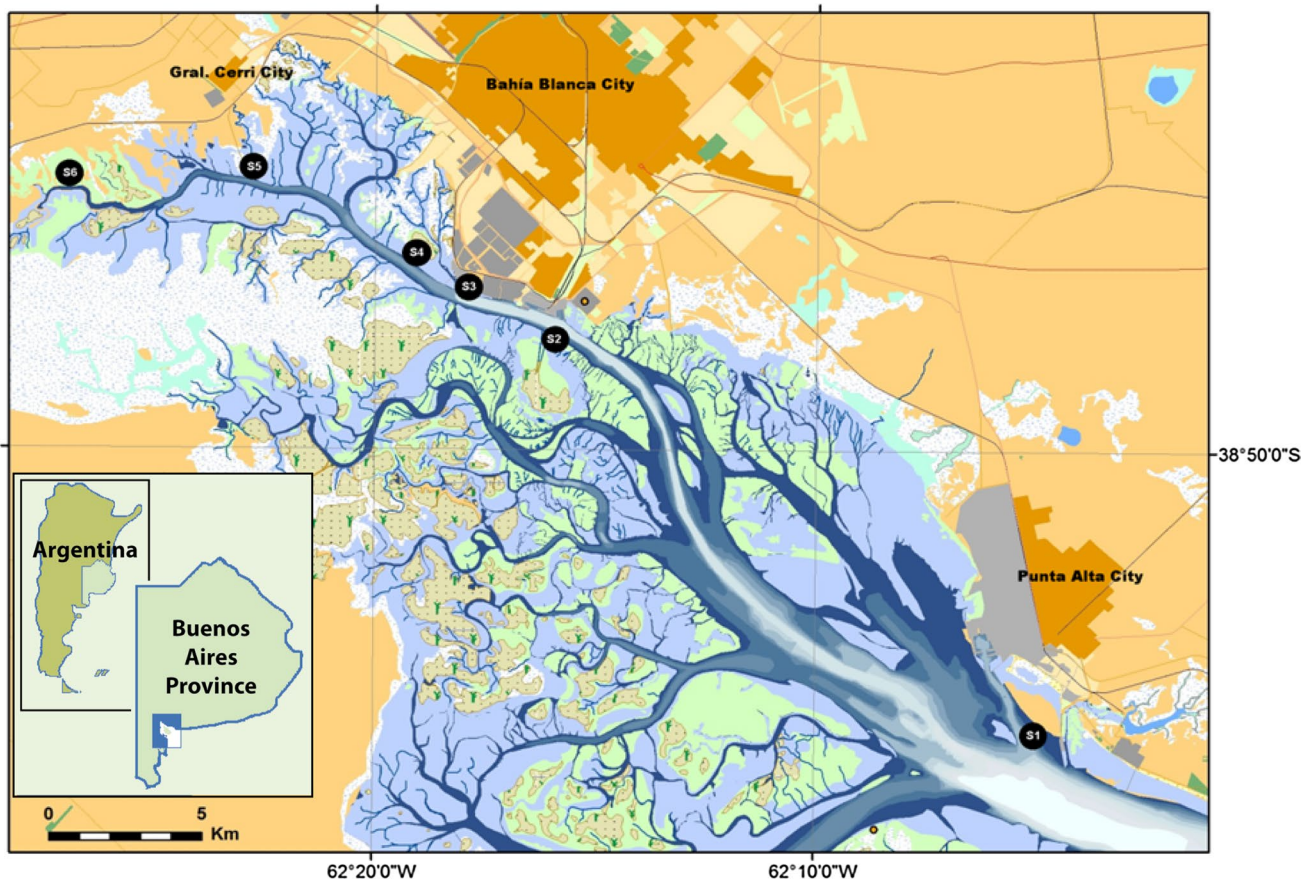 Gral. Cerri City
Bahía Blanca City
S6
S5
S4
S3
S2
38°50'0"S
Argentina
Punta Alta City
Buenos
Aires
Province
S1
0 5
Km
62°20'0"W 62°10'0"W